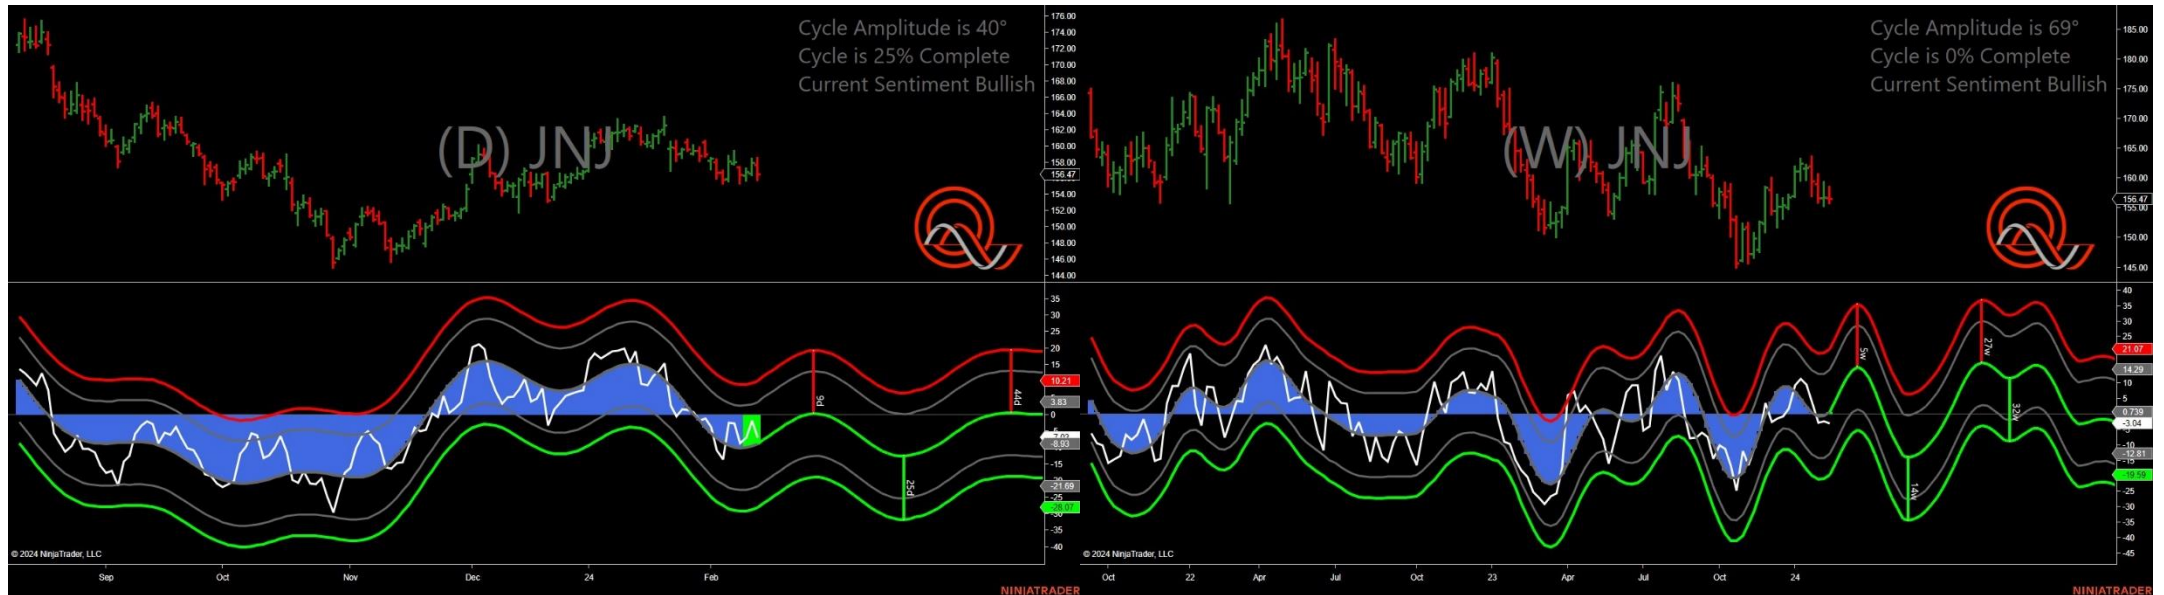 Cycle Amplitude is 40°
Cycle is 25% Complete
Current Sentiment Bullish
(D) JNJ
176.00
174.00
172.00
170.00
168.00
166.00
164.00
162.00
160.00
158.00
156.47
154.00
152.00
150.00
148.00
146.00
144.00
35
30
25
20
15
10.21
3.83
0
-8.93
-15
-21.69
-28.07
-35
-40
9d
25d
44d
© 2024 NinjaTrader, LLC
Sep
Oct
Nov
Dec
24
Feb
NINJATRADER
Cycle Amplitude is 69°
Cycle is 0% Complete
Current Sentiment Bullish
(W) JNJ
185.00
180.00
175.00
170.00
165.00
160.00
156.47
155.00
150.00
145.00
40
35
30
25
21.07
14.29
10
5
0.739
-3.04
-12.81
-19.59
-25
-30
-35
-40
-45
5w
14w
27w
32w
© 2024 NinjaTrader, LLC
Oct
22
Apr
Jul
Oct
23
Apr
Jul
Oct
24
NINJATRADER